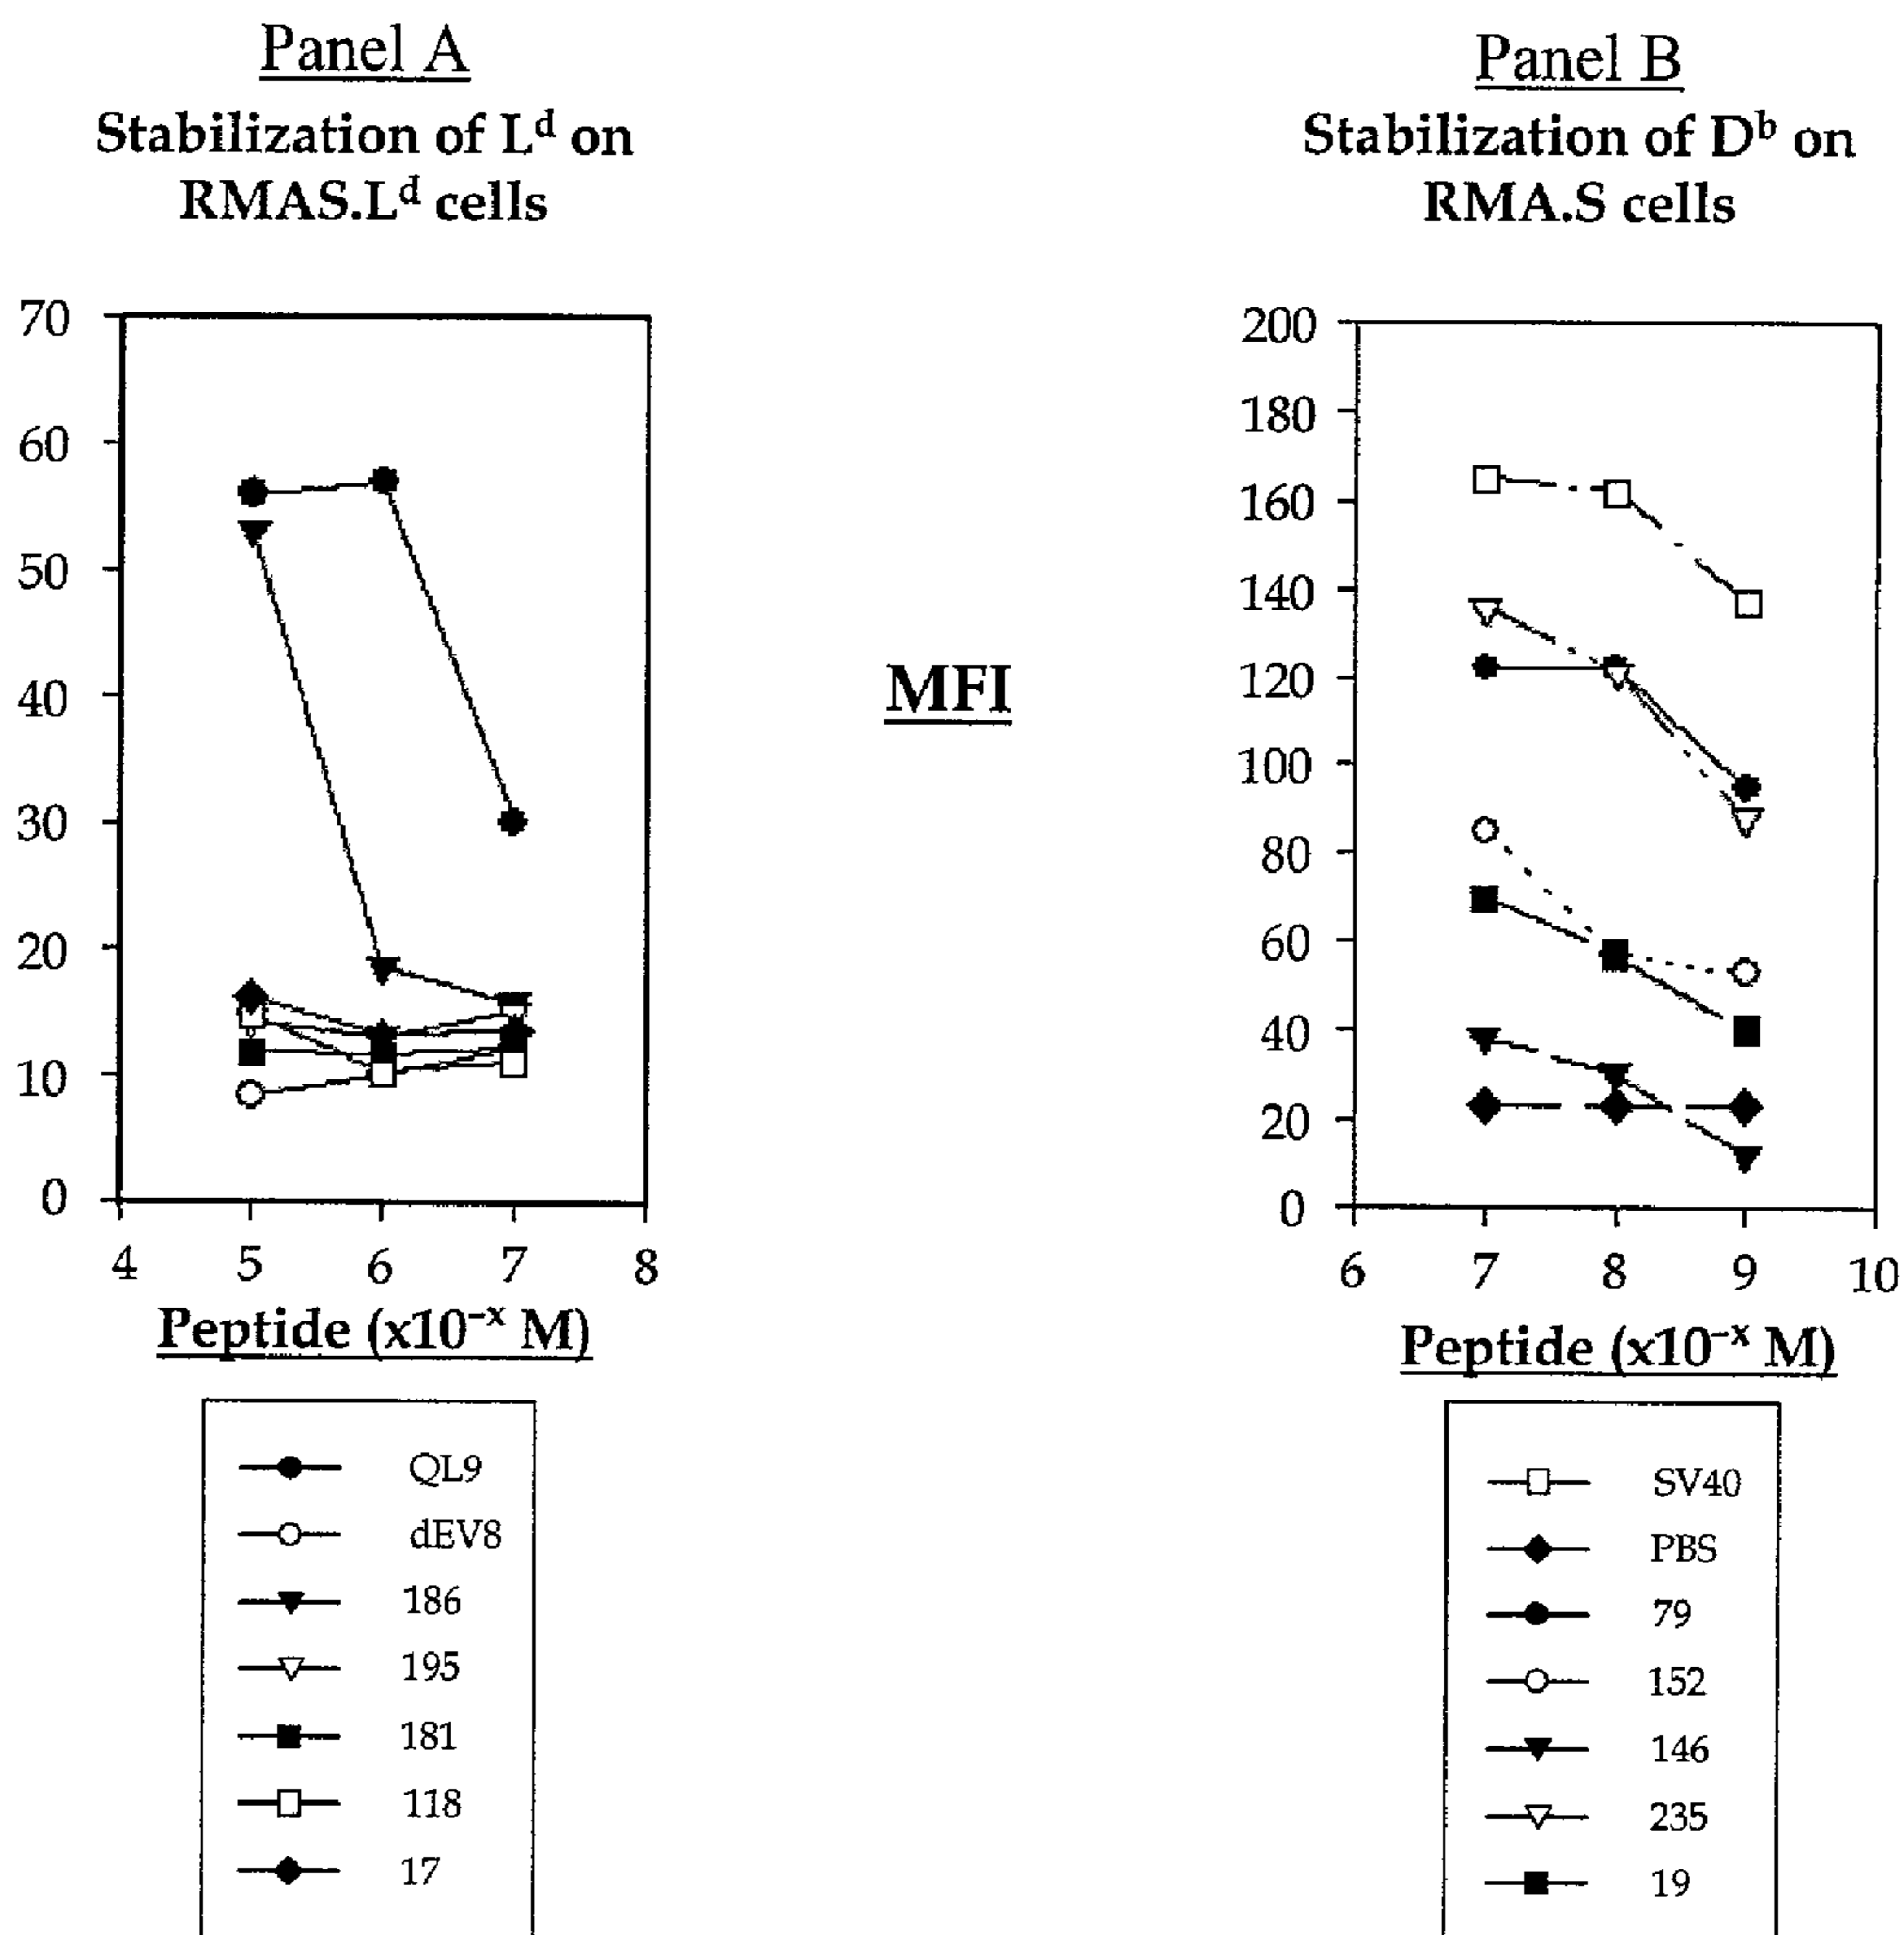 Panel A
Stabilization of Lᵈ on
RMAS.Lᵈ cells
70
60
50
40
30
20
10
0
4 5 6 7 8
Peptide (x10⁻ˣ M)
QL9
dEV8
186
195
181
118
17
MFI
Panel B
Stabilization of Dᵇ on
RMA.S cells
200
180
160
140
120
100
80
60
40
20
0
6 7 8 9 10
Peptide (x10⁻ˣ M)
SV40
PBS
79
152
146
235
19